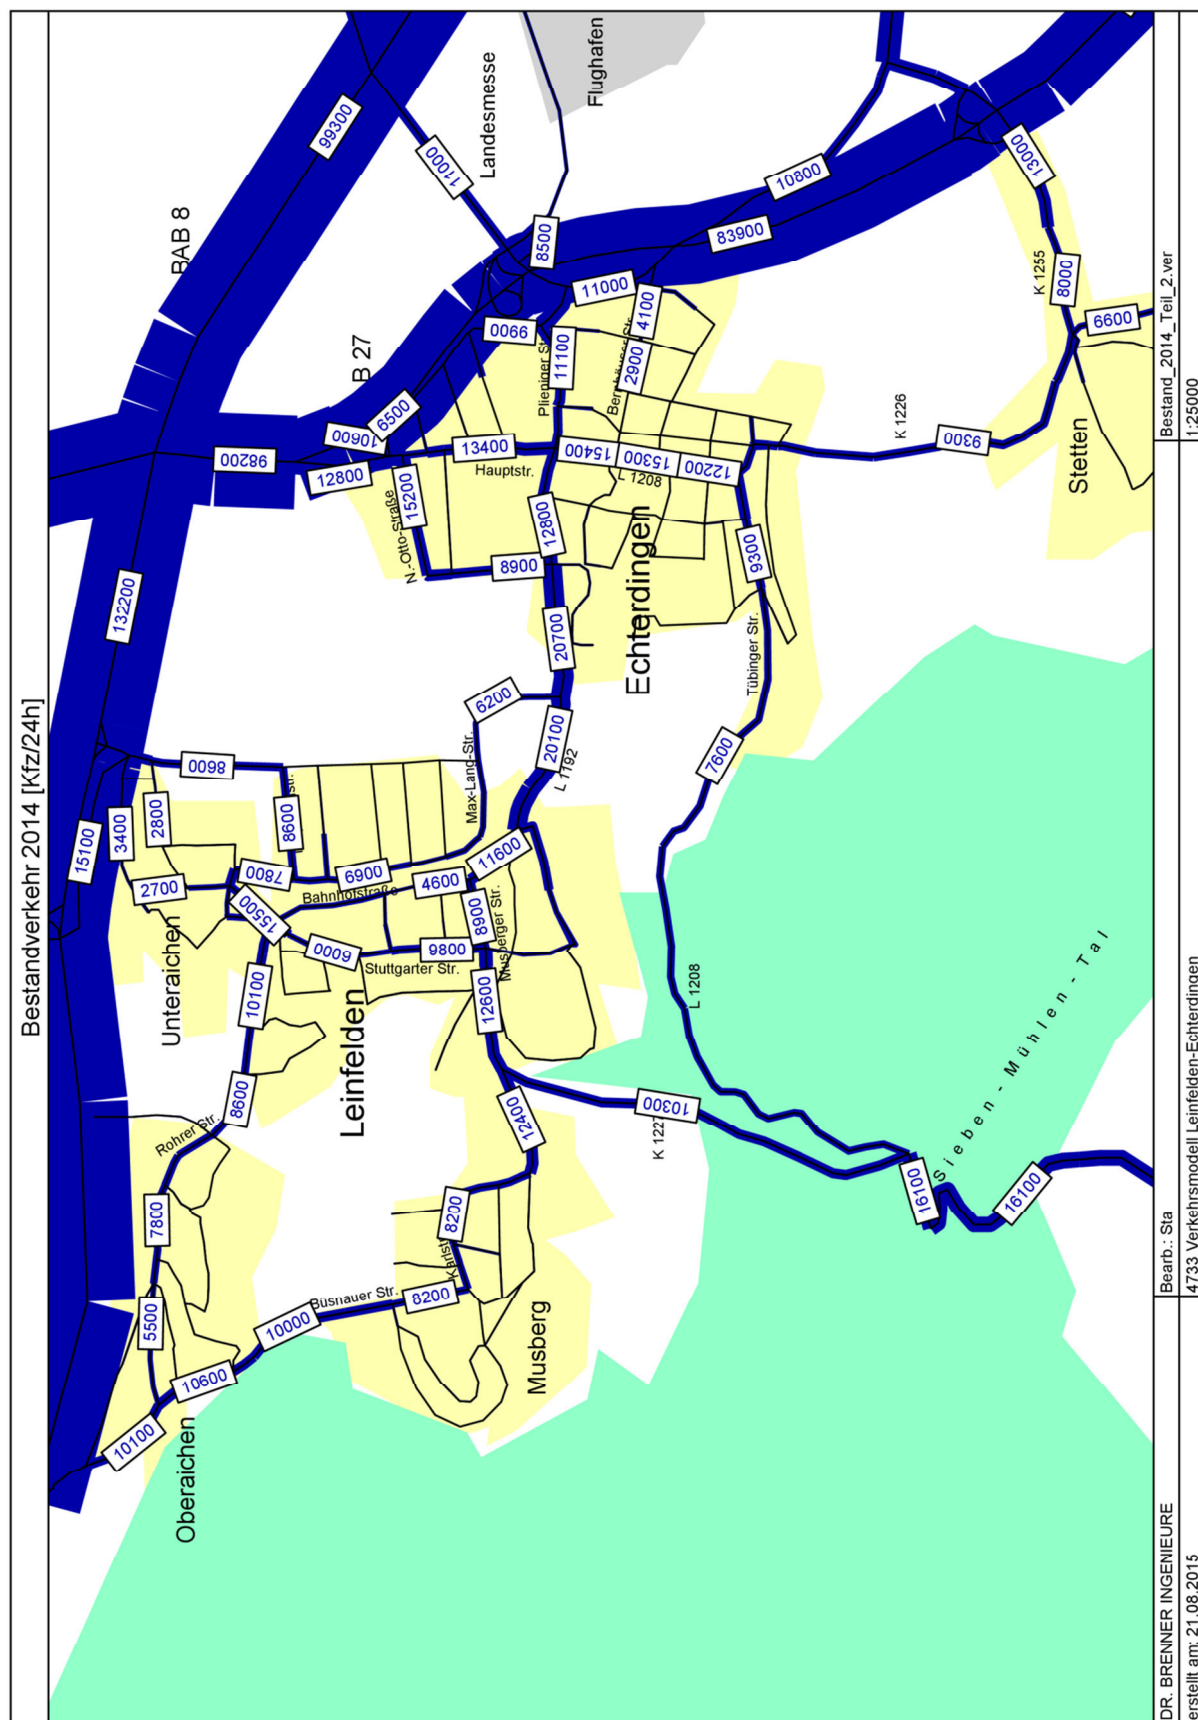 Bestandverkehr 2014 [Kfz/24h]
BAB 8
99300
132200
15100
3400
2800
2700
8600
98200
B 27
10600
12800
6500
15200
N.-Otto-Straße
13400
Hauptstr.
8900
11000
Landesmesse
Flughafen
8500
11000
9900
Plieninger Str.
11100
4100
2900
Bernhäuser Str.
10800
83900
13000
K 1255
8000
6600
Stetten
K 1226
9300
15400
15300
12200
L 1208
12800
20700
Echterdingen
9300
Tübinger Str.
7600
6200
20100
L 1192
Max-Lang-Str.
11600
8600
str.
7800
6900
Bahnhofstraße
4600
8900
Musberger Str.
15500
6000
9800
Stuttgarter Str.
12600
Unteraichen
10100
Leinfelden
8600
Rohrer Str.
7800
5500
10600
10100
Oberaichen
10000
Büsnauer Str.
8200
Karlstr.
8200
12400
Musberg
10300
K 1227
L 1208
16100
16100
Sieben - Mühlen - Tal
DR. BRENNER INGENIEURE
Bearb.: Sta
Bestand_2014_Teil_2.ver
erstellt am: 21.08.2015
4733 Verkehrsmodell Leinfelden-Echterdingen
1:25000